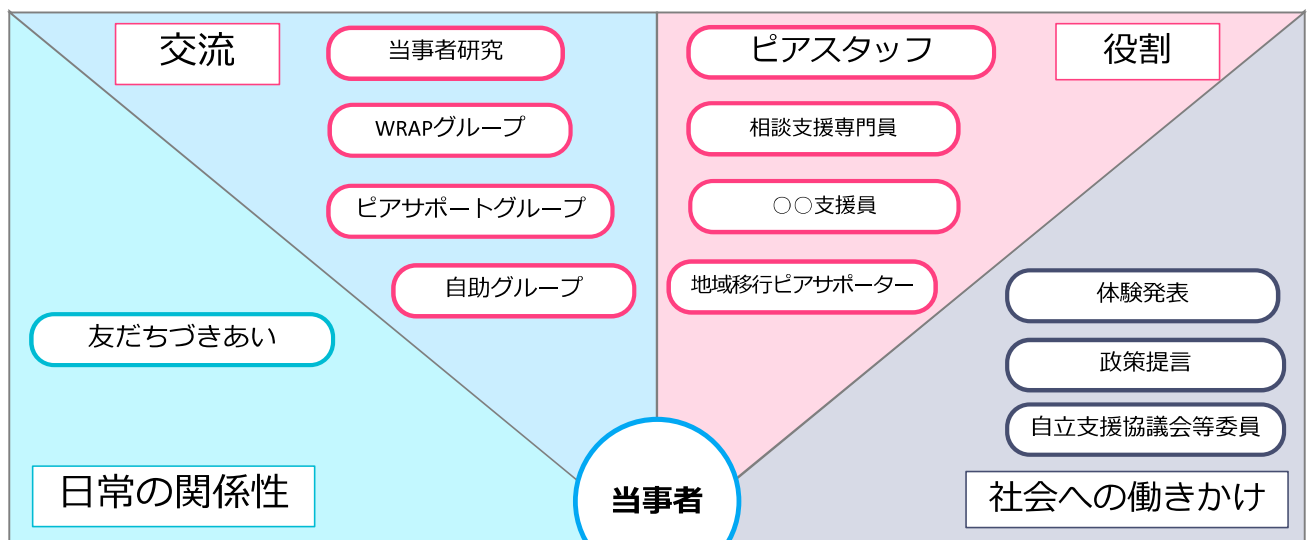 交流
当事者研究
WRAPグループ
ピアサポートグループ
自助グループ
ピアスタッフ
役割
相談支援専門員
〇〇支援員
地域移行ピアサポーター
友だちづきあい
日常の関係性
体験発表
政策提言
自立支援協議会等委員
社会への働きかけ
当事者